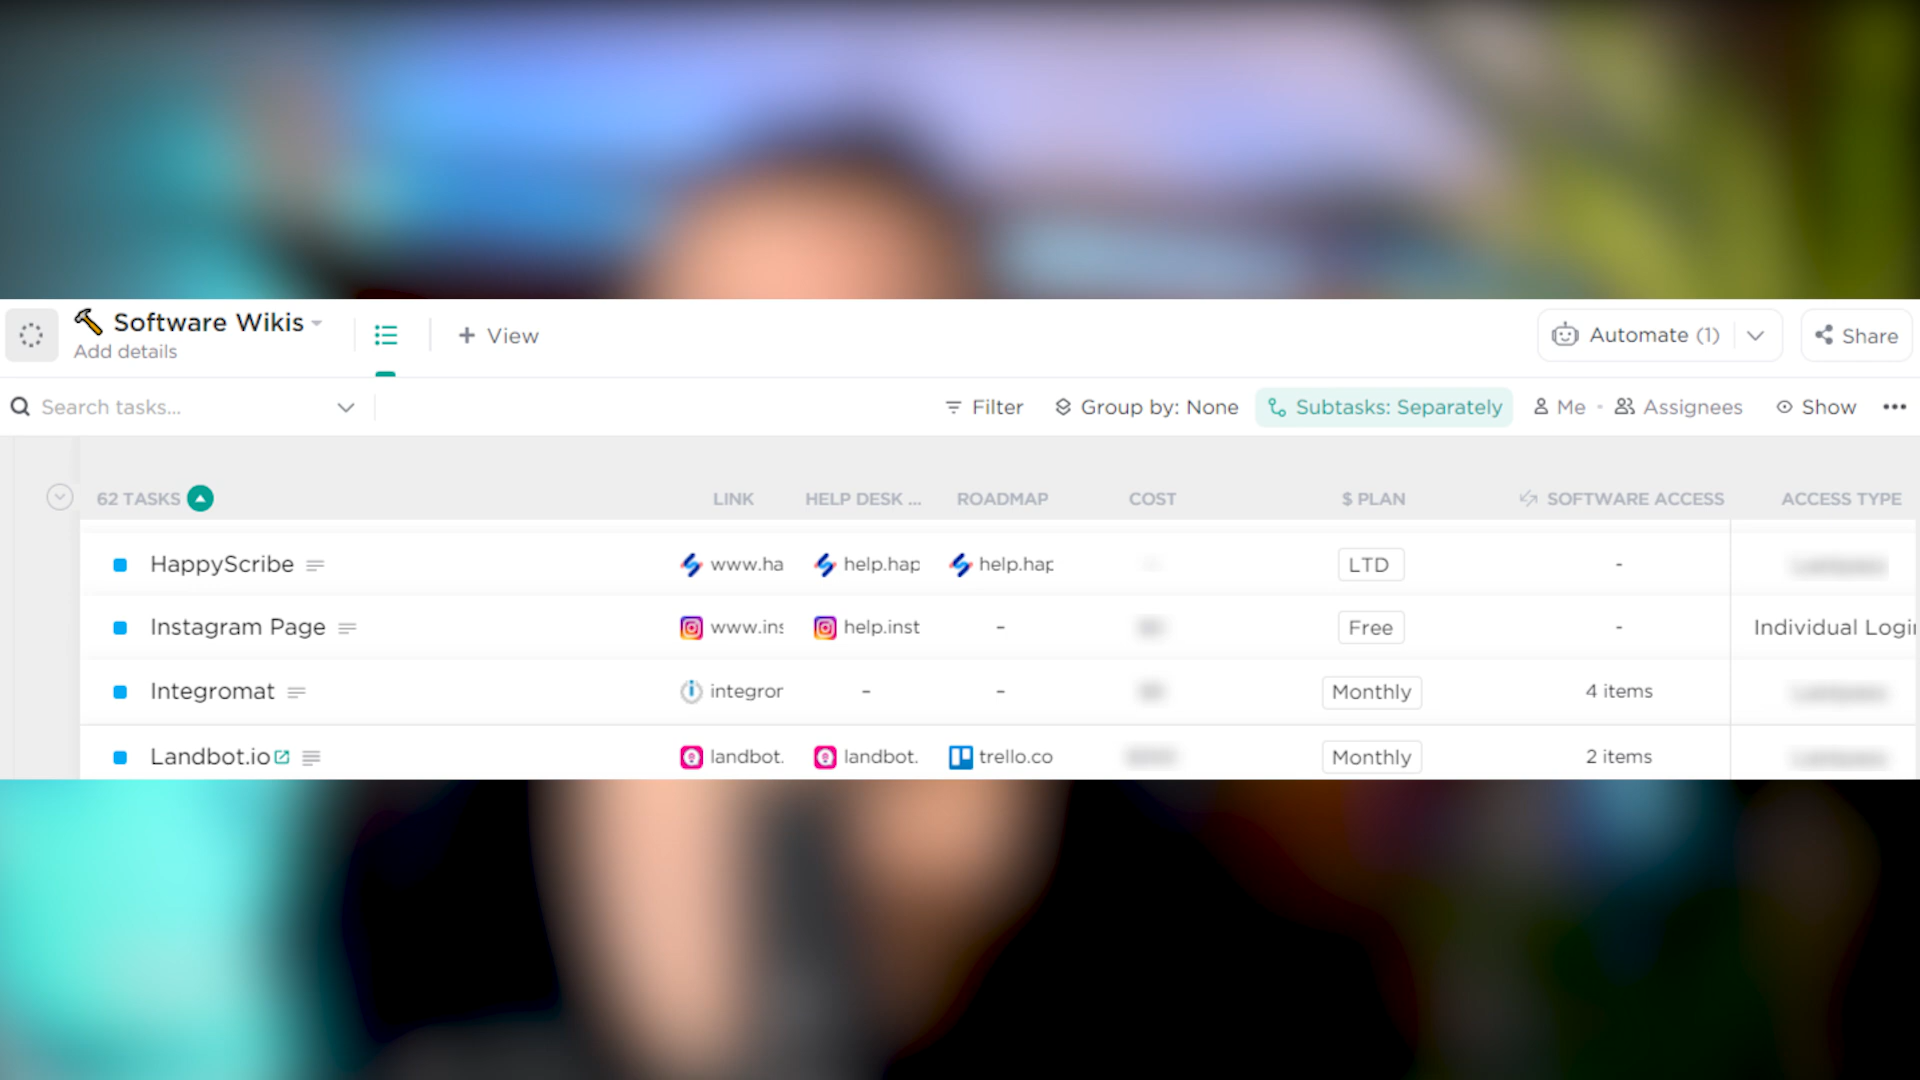 Software Wikis
Add details
+ View
Automate (1)
Share
Search tasks...
Filter
Group by: None
Subtasks: Separately
Me
Assignees
Show
62 TASKS
LINK
HELP DESK ...
ROADMAP
COST
$ PLAN
SOFTWARE ACCESS
ACCESS TYPE
HappyScribe
www.ha
help.hap
help.hap
LTD
-
Instagram Page
www.ins
help.inst
-
Free
-
Individual Login
Integromat
integror
-
-
Monthly
4 items
Landbot.io
landbot.
landbot.
trello.co
Monthly
2 items